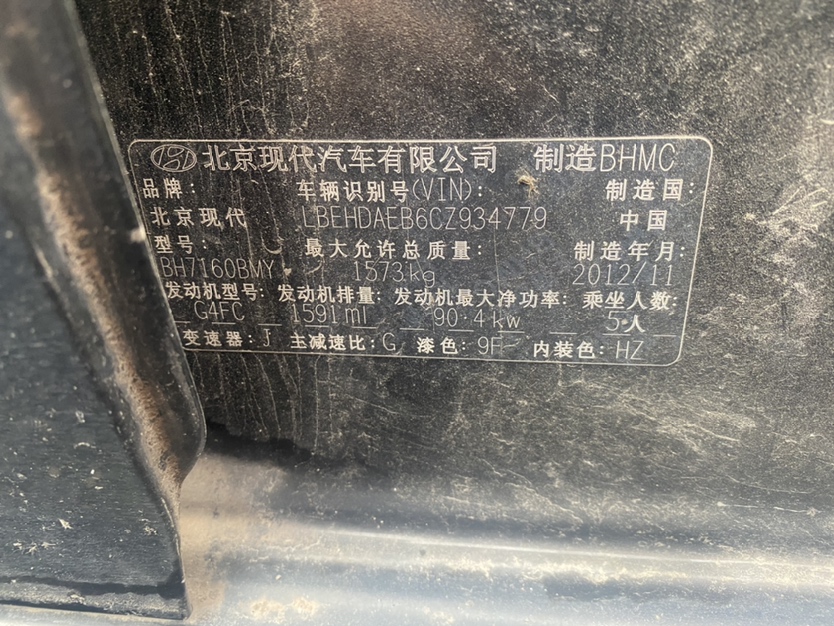 北京现代汽车有限公司 制造BHMC
品牌: 车辆识别号(VIN): 制造国:
北京现代 LBEHDAEB6CZ934779 中国
型号: 最大允许总质量: 制造年月:
BH7160BMY 1573kg 2012/11
发动机型号: 发动机排量: 发动机最大净功率: 乘坐人数:
G4FC 1591ml 90.4kw 5人
变速器: J 主减速比: G 漆色: 9F 内装色: HZ